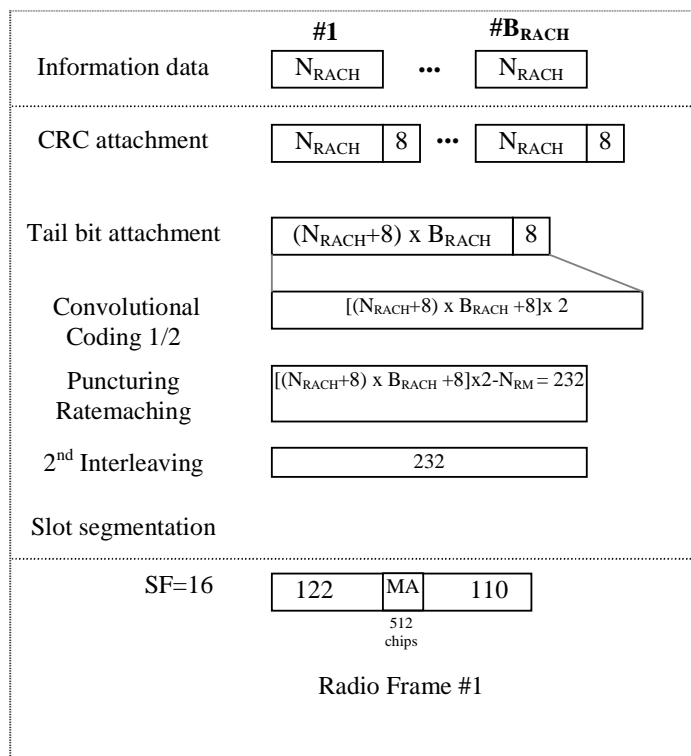 #1 #B_RACH
Information data N_RACH ••• N_RACH
CRC attachment N_RACH 8 ••• N_RACH 8
Tail bit attachment (N_RACH+8) x B_RACH 8
Convolutional
Coding 1/2
[(N_RACH+8) x B_RACH +8]x 2
Puncturing
Ratemaching
[(N_RACH+8) x B_RACH +8]x2-N_RM = 232
2nd Interleaving 232
Slot segmentation
SF=16 122 MA 110
512
chips
Radio Frame #1